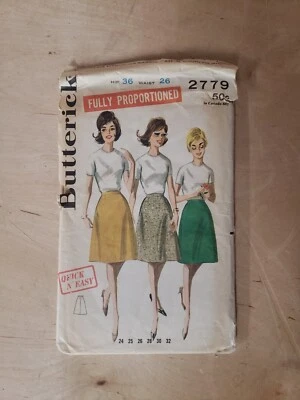 SIZE 36 WAIST 26
2779
50¢
FULLY PROPORTIONED
Butterick
QUICK
'N EASY
24 25 26 28 30 32